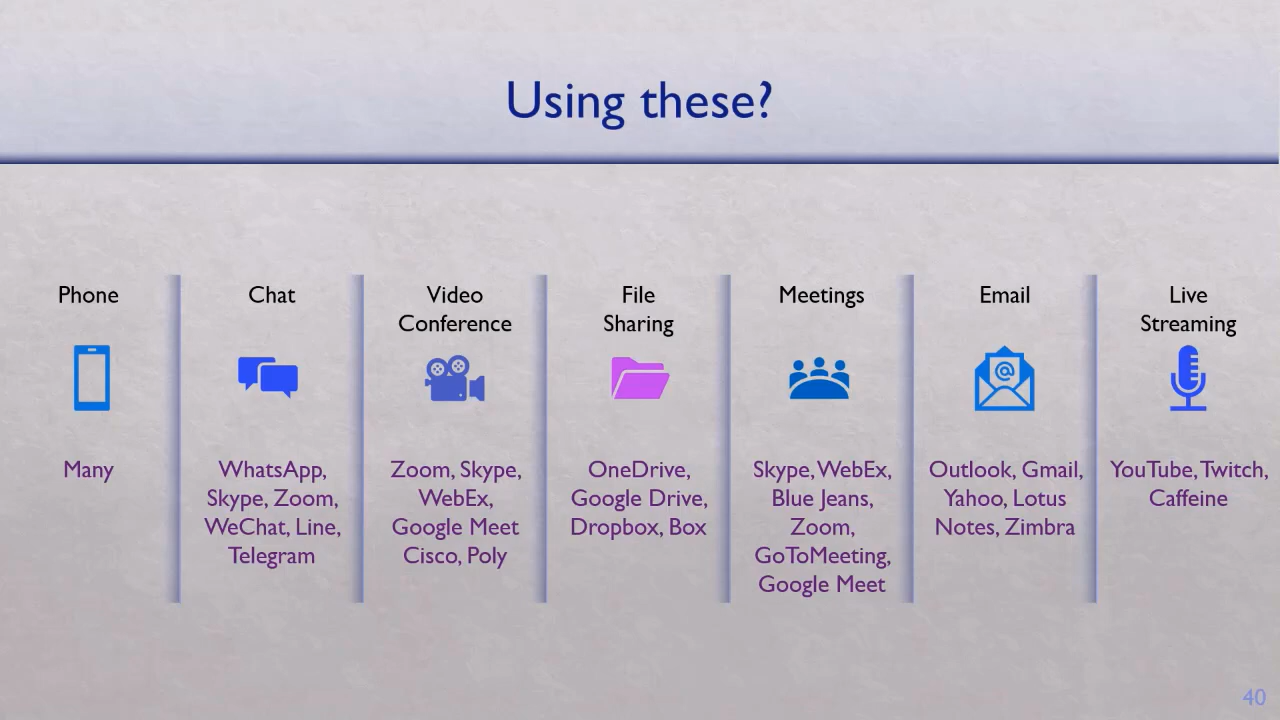 Using these?
Phone
Many
Chat
WhatsApp,
Skype, Zoom,
WeChat, Line,
Telegram
Video
Conference
Zoom, Skype,
WebEx,
Google Meet
Cisco, Poly
File
Sharing
OneDrive,
Google Drive,
Dropbox, Box
Meetings
Skype, WebEx,
Blue Jeans,
Zoom,
GoToMeeting,
Google Meet
Email
@
Outlook, Gmail,
Yahoo, Lotus
Notes, Zimbra
Live
Streaming
YouTube, Twitch,
Caffeine
40